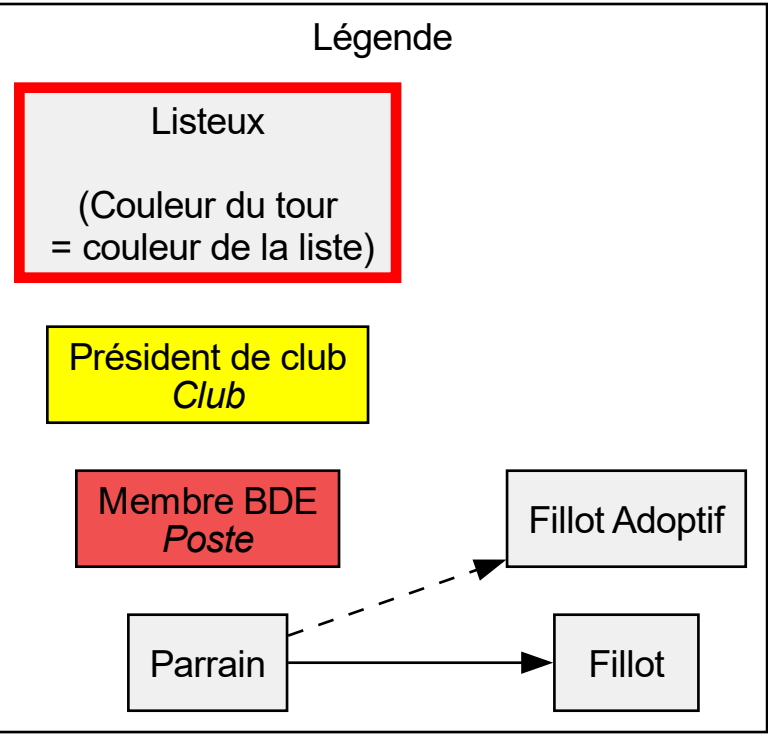 Légende
Listeux
(Couleur du tour
= couleur de la liste)
Président de club
Club
Membre BDE
Poste
Fillot Adoptif
Parrain
Fillot